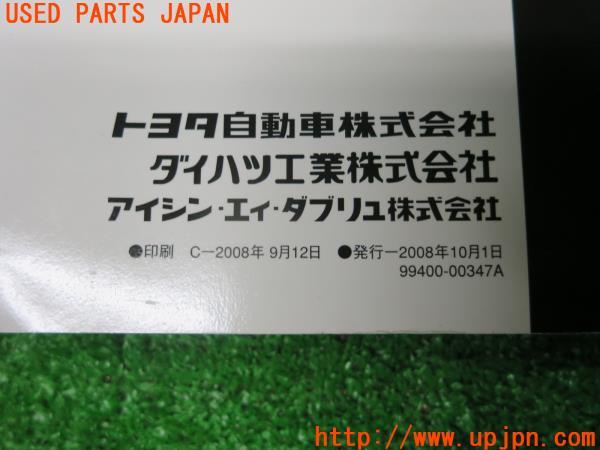 USED PARTS JAPAN
トヨタ自動車株式会社
ダイハツ工業株式会社
アイシン・エィ・ダブリュ株式会社
●印刷 C－2008年 9月12日 ●発行－2008年10月1日
99400-00347A
http://www.upjpn.com/